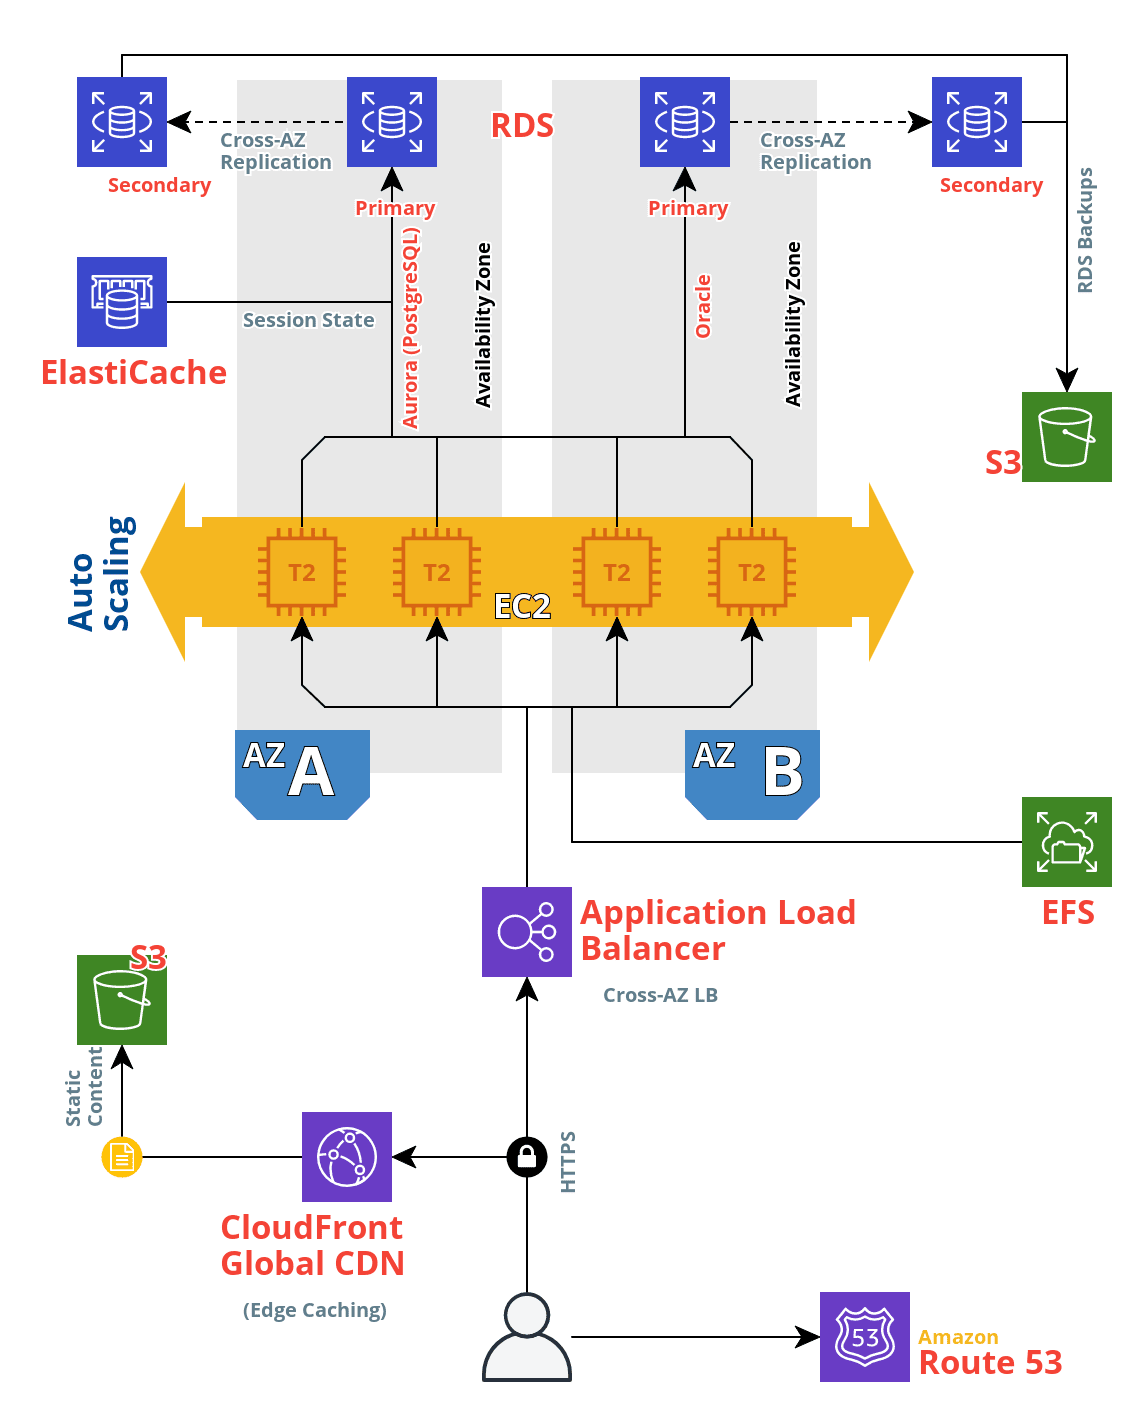 RDS
Cross-AZ
Replication
Cross-AZ
Replication
Secondary
Primary
Primary
Secondary
RDS Backups
Aurora (PostgreSQL)
Availability Zone
Oracle
Availability Zone
Session State
ElastiCache
S3
Auto
Scaling
T2
T2
T2
T2
EC2
AZ A
AZ B
EFS
Application Load
Balancer
Cross-AZ LB
S3
Static
Content
HTTPS
CloudFront
Global CDN
(Edge Caching)
53
Amazon
Route 53